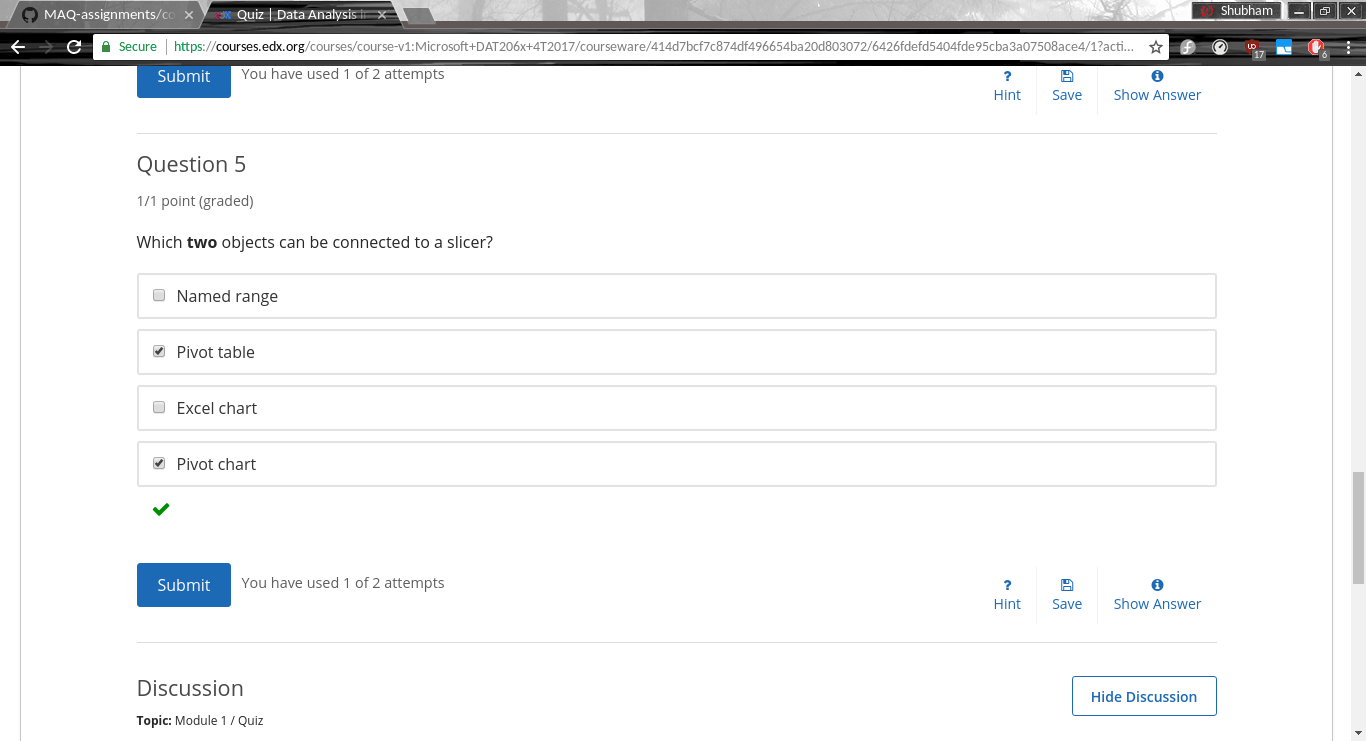 MAQ-assignments/co
Quiz | Data Analysis
Shubham
Secure
https://courses.edx.org/courses/course-v1:Microsoft+DAT206x+4T2017/courseware/414d7bcf7c874df496654ba20d803072/6426fdefd5404fde95cba3a07508ace4/1?acti...
UD
17
6
Submit
You have used 1 of 2 attempts
?
Hint
Save
Show Answer
Question 5
1/1 point (graded)
Which two objects can be connected to a slicer?
Named range
Pivot table
Excel chart
Pivot chart
Submit
You have used 1 of 2 attempts
?
Hint
Save
Show Answer
Discussion
Hide Discussion
Topic: Module 1 / Quiz